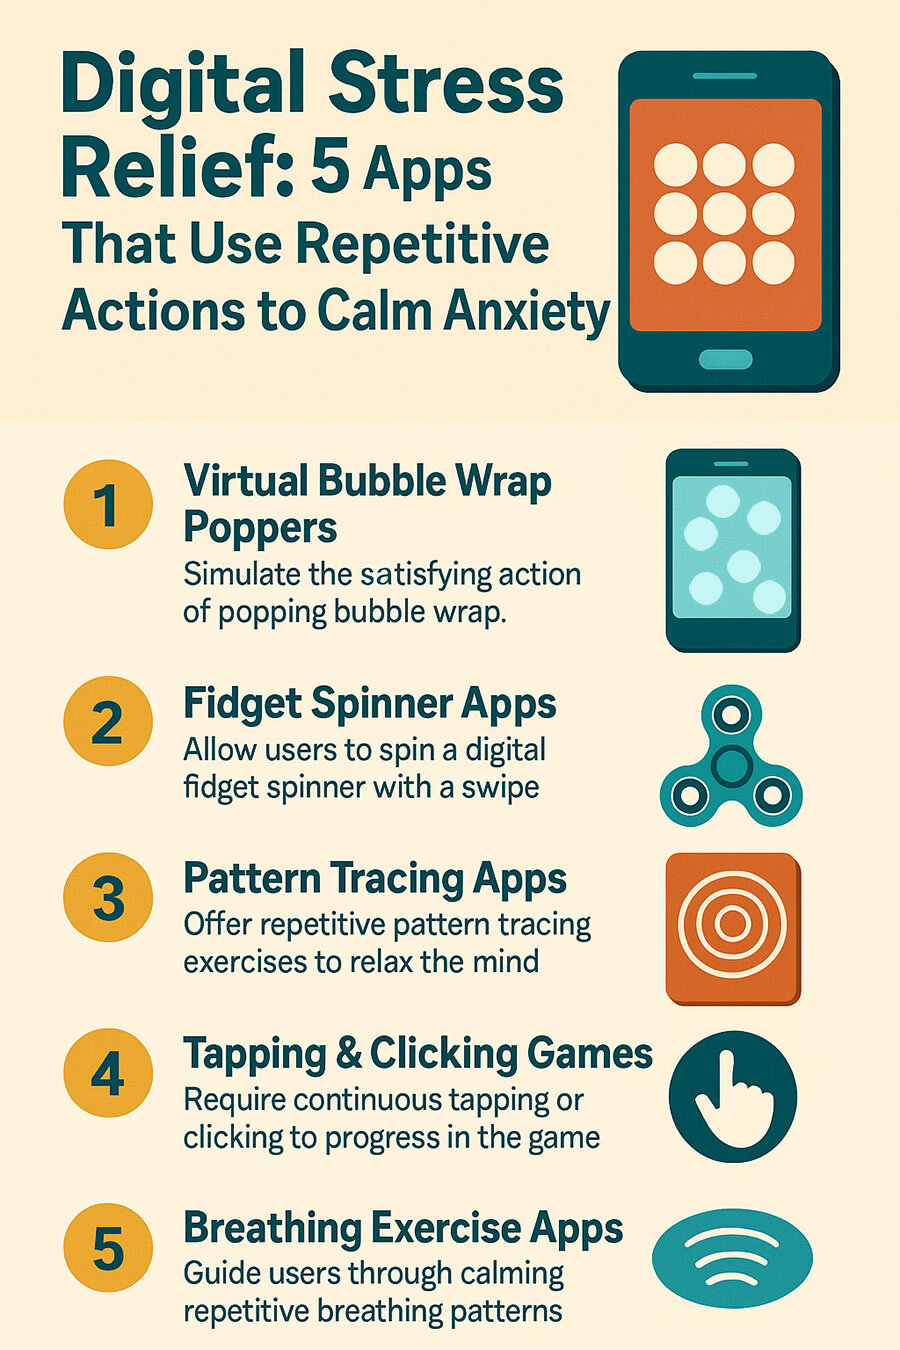 Digital Stress
Relief: 5 Apps
That Use Repetitive
Actions to Calm Anxiety
1
Virtual Bubble Wrap
Poppers
Simulate the satisfying action
of popping bubble wrap.
2
Fidget Spinner Apps
Allow users to spin a digital
fidget spinner with a swipe
3
Pattern Tracing Apps
Offer repetitive pattern tracing
exercises to relax the mind
4
Tapping & Clicking Games
Require continuous tapping or
clicking to progress in the game
5
Breathing Exercise Apps
Guide users through calming
repetitive breathing patterns